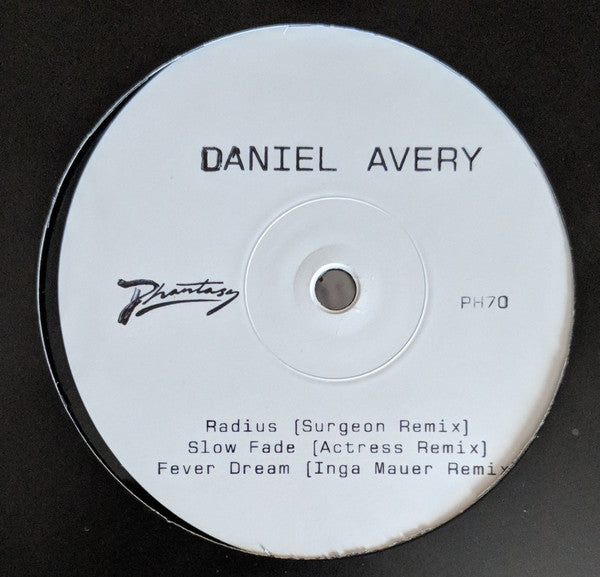 DANIEL AVERY
Phantasy
PH70
Radius [Surgeon Remix]
Slow Fade [Actress Remix]
Fever Dream [Inga Mauer Remix